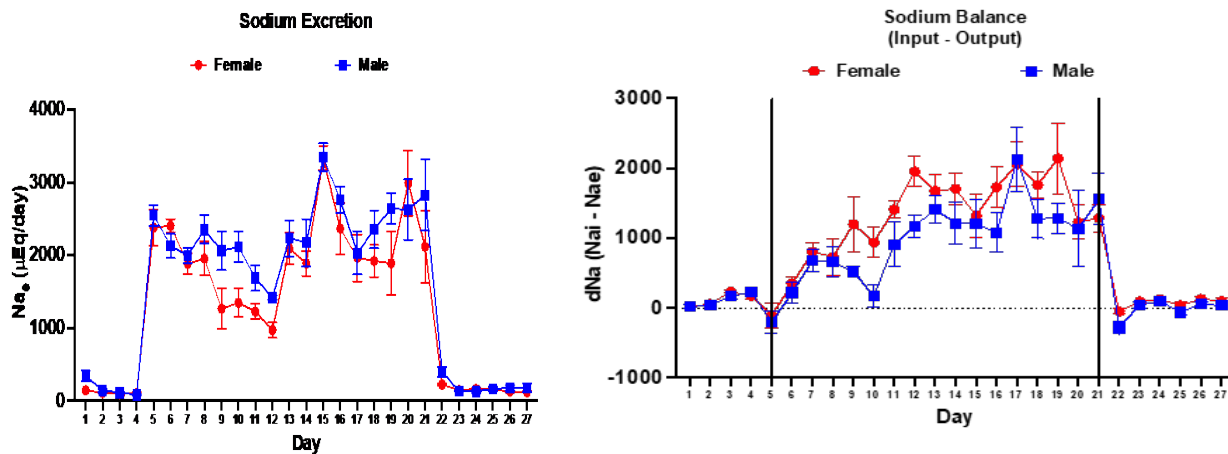 Sodium Excretion
Female Male
4000
3000
2000
1000
0
Na_e (µEq/day)
1 2 3 4 5 6 7 8 9 10 11 12 13 14 15 16 17 18 19 20 21 22 23 24 25 26 27
Day
Sodium Balance
(Input - Output)
Female Male
3000
2000
1000
0
-1000
dNa (Nai - Nae)
1 2 3 4 5 6 7 8 9 10 11 12 13 14 15 16 17 18 19 20 21 22 23 24 25 26 27
Day